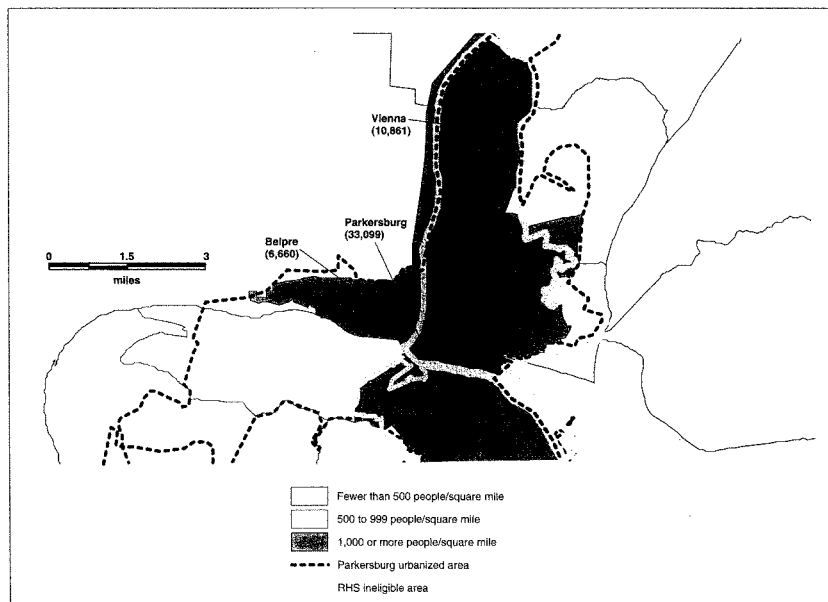 Vienna
(10,861)
Parkersburg
(33,099)
Belpre
(6,660)
0 1.5 3
miles
Fewer than 500 people/square mile
500 to 999 people/square mile
1,000 or more people/square mile
Parkersburg urbanized area
RHS ineligible area